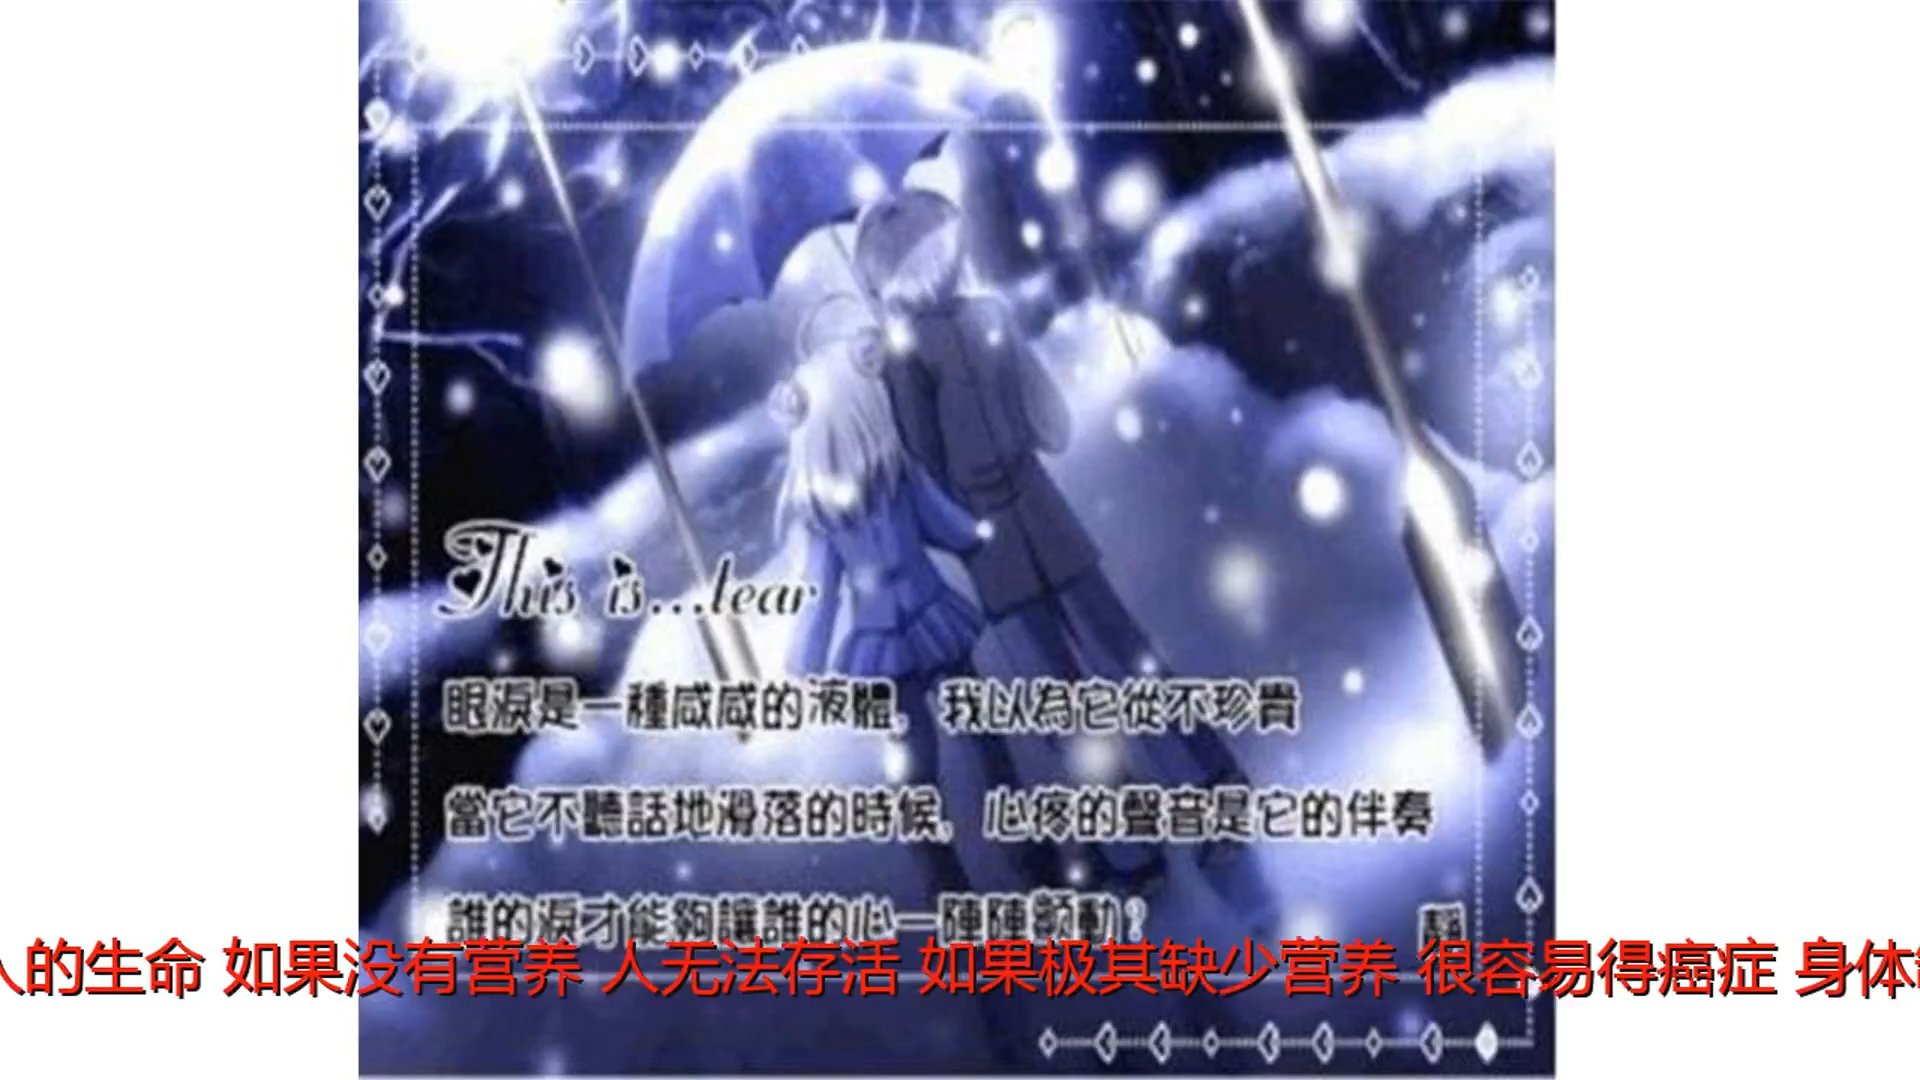 This is...tear
眼淚是一種咸咸的液體，我以為它從不珍貴
當它不聽話地滑落的時候，心疼的聲音是它的伴奏
誰的淚才能夠讓誰的心一陣陣顫動？
人的生命 如果没有营养 人无法存活 如果极其缺少营养 很容易得癌症 身体